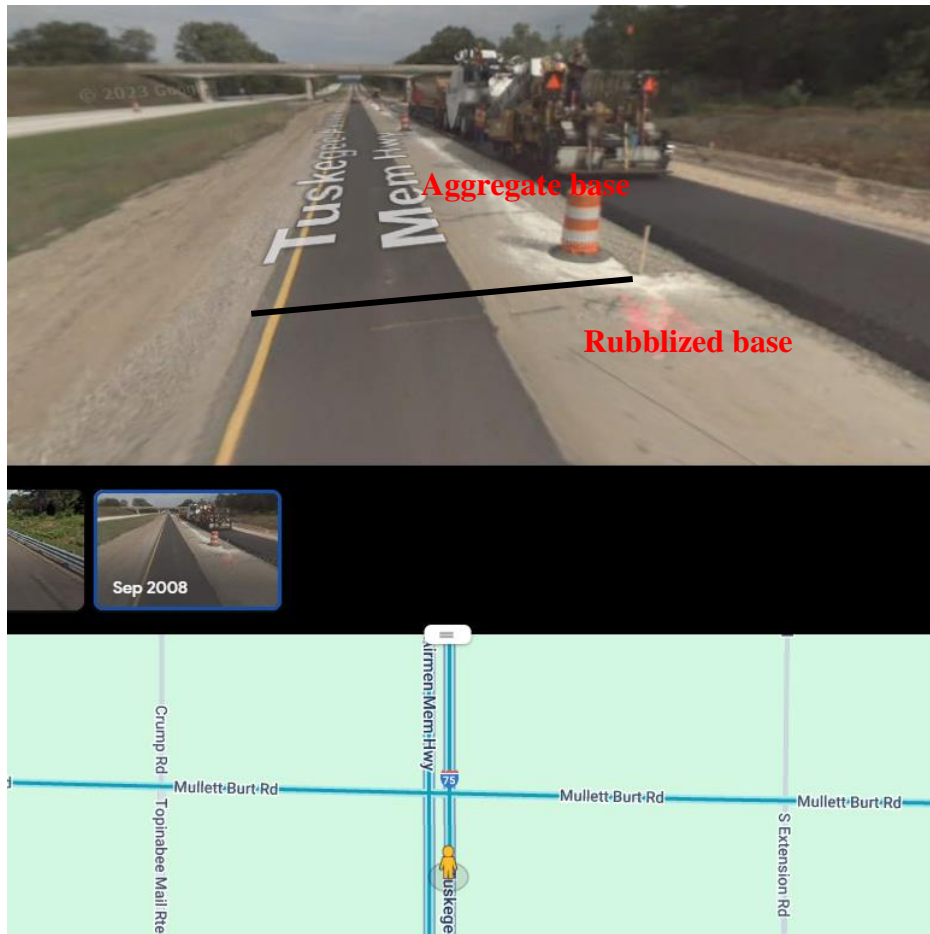 © 2023 Google
Tuskegee
Mem Hwy
Aggregate base
Rubblized base
Sep 2008
Airmen Mem Hwy
75
Crump Rd
Mullett Burt Rd
Mullett Burt Rd
Mullett Burt Rd
Topinabee Mail Rte
S Extension Rd
Tuskege